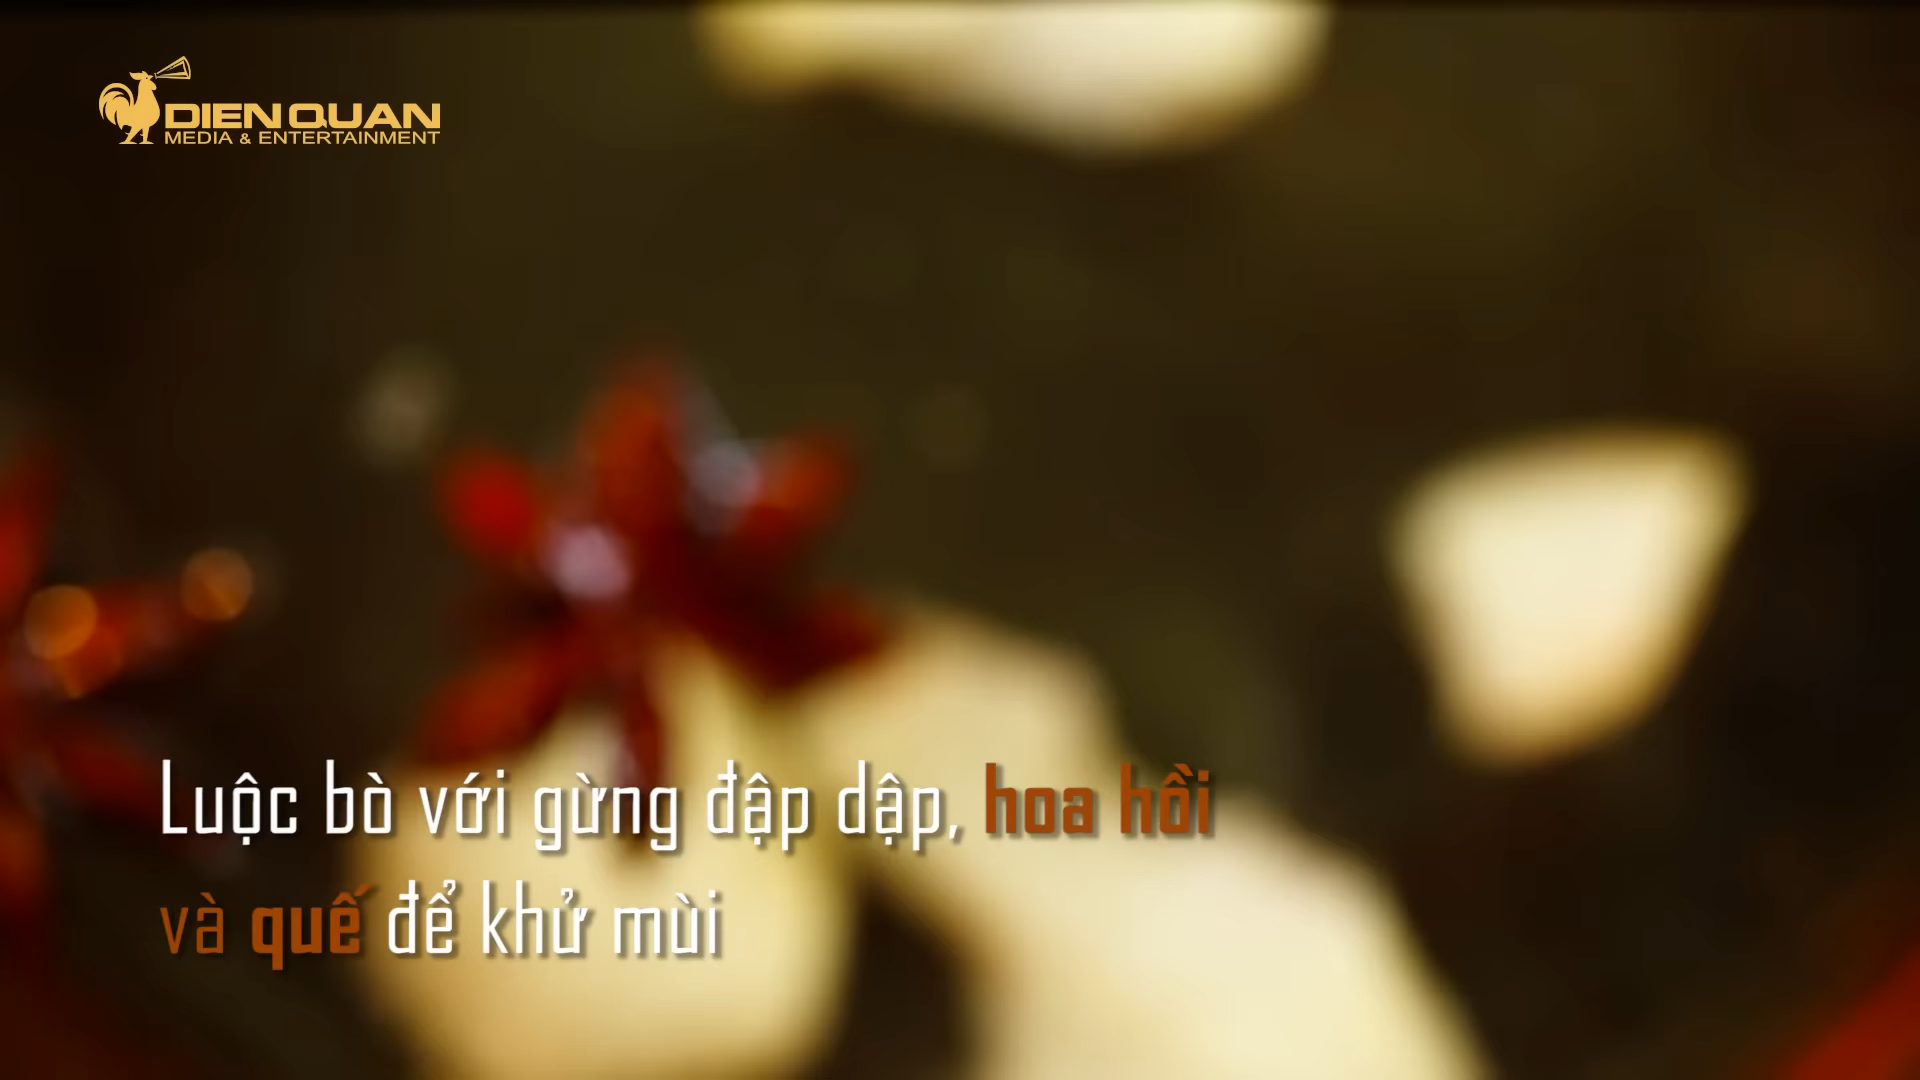 DIEN QUAN
MEDIA & ENTERTAINMENT
Luộc bò với gừng đập dập, hoa hồi
và quế để khử mùi